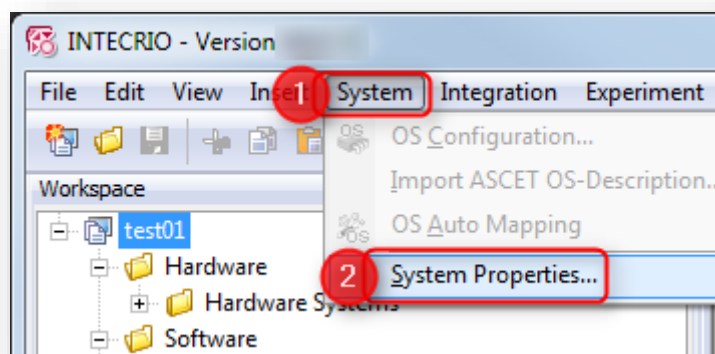 INTECRIO - Version
File Edit View Insert System Integration Experiment
1
OS Configuration...
Import ASCET OS-Description..
Workspace
test01
OS Auto Mapping
Hardware
2 System Properties...
Hardware Systems
Software